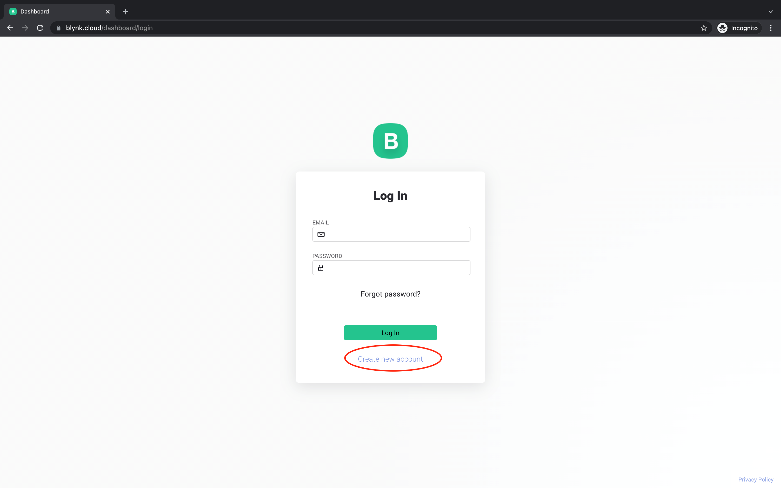 B Dashboard
blynk.cloud/dashboard/login
Incognito
B
Log In
EMAIL
PASSWORD
Forgot password?
Log In
Create new account
Privacy Policy